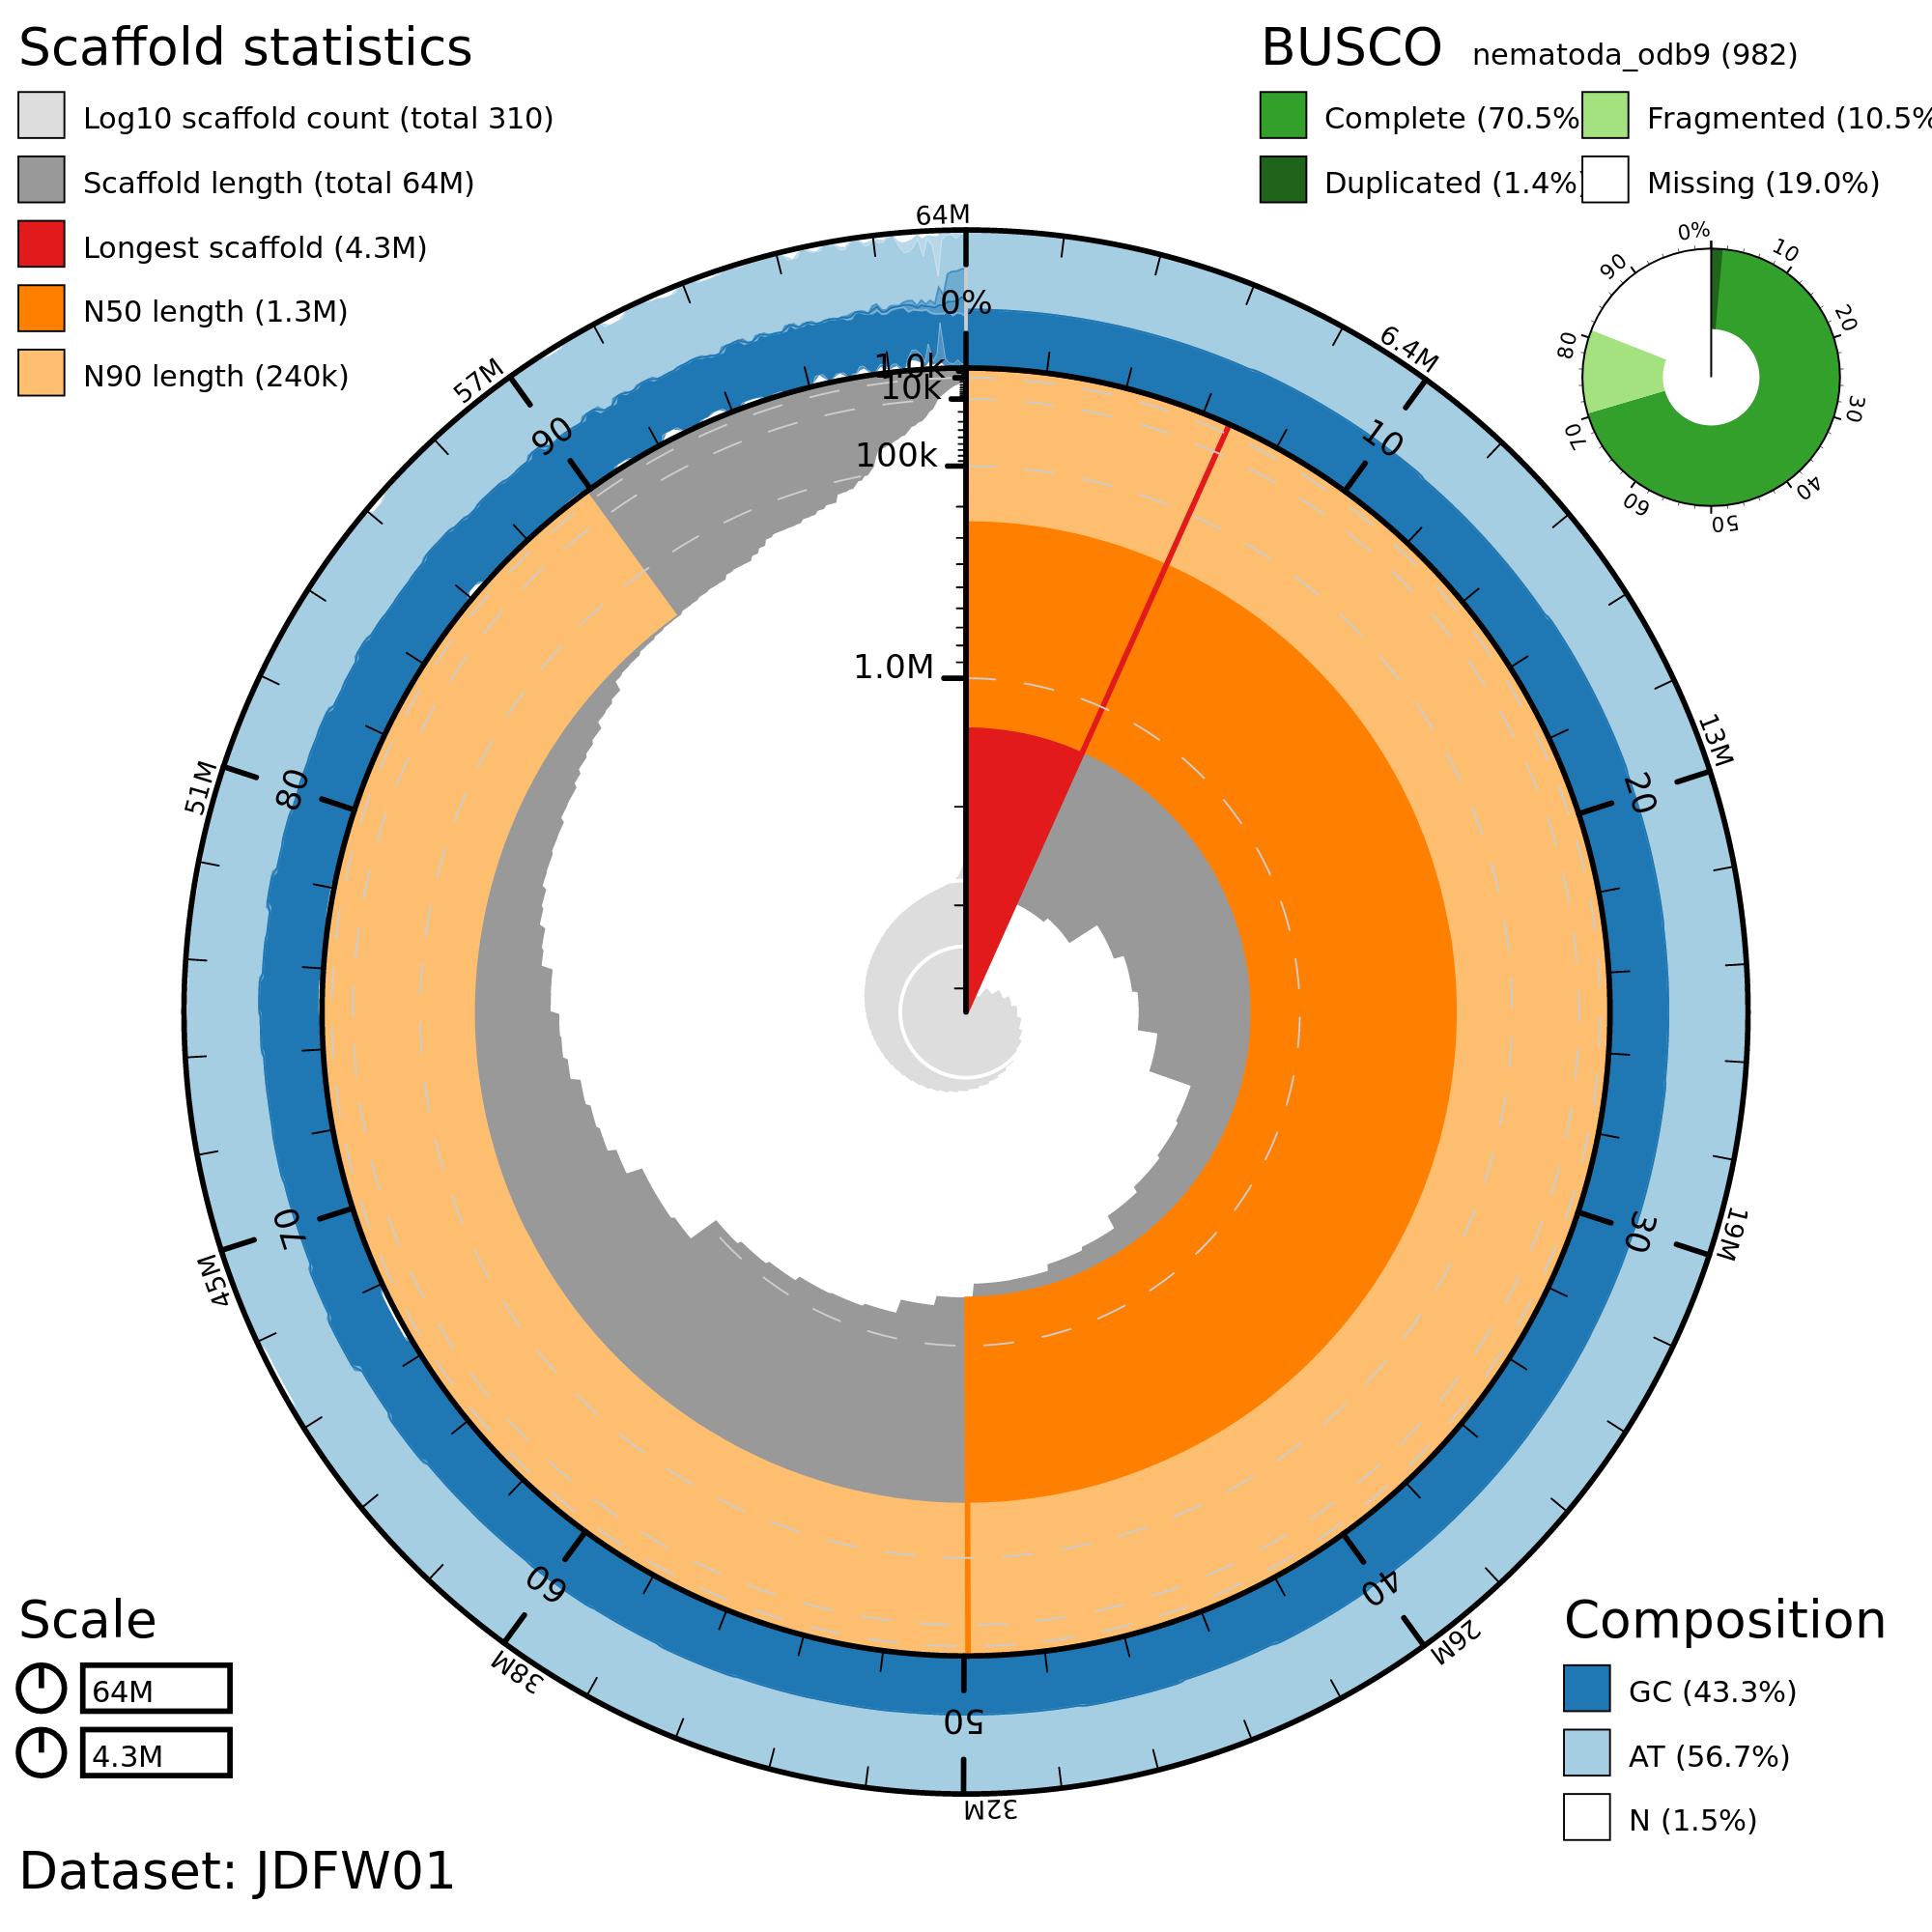 Scaffold statistics
Log10 scaffold count (total 310)
Scaffold length (total 64M)
Longest scaffold (4.3M)
N50 length (1.3M)
N90 length (240k)
BUSCO nematoda_odb9 (982)
Complete (70.5%
Fragmented (10.5%
Duplicated (1.4%)
Missing (19.0%)
0%
10
20
30
40
50
60
70
80
90
64M
6.4M
13M
19M
26M
32M
38M
45M
51M
57M
0%
10
20
30
40
50
60
70
80
90
1.0k
10k
100k
1.0M
Scale
64M
4.3M
Composition
GC (43.3%)
AT (56.7%)
N (1.5%)
Dataset: JDFW01